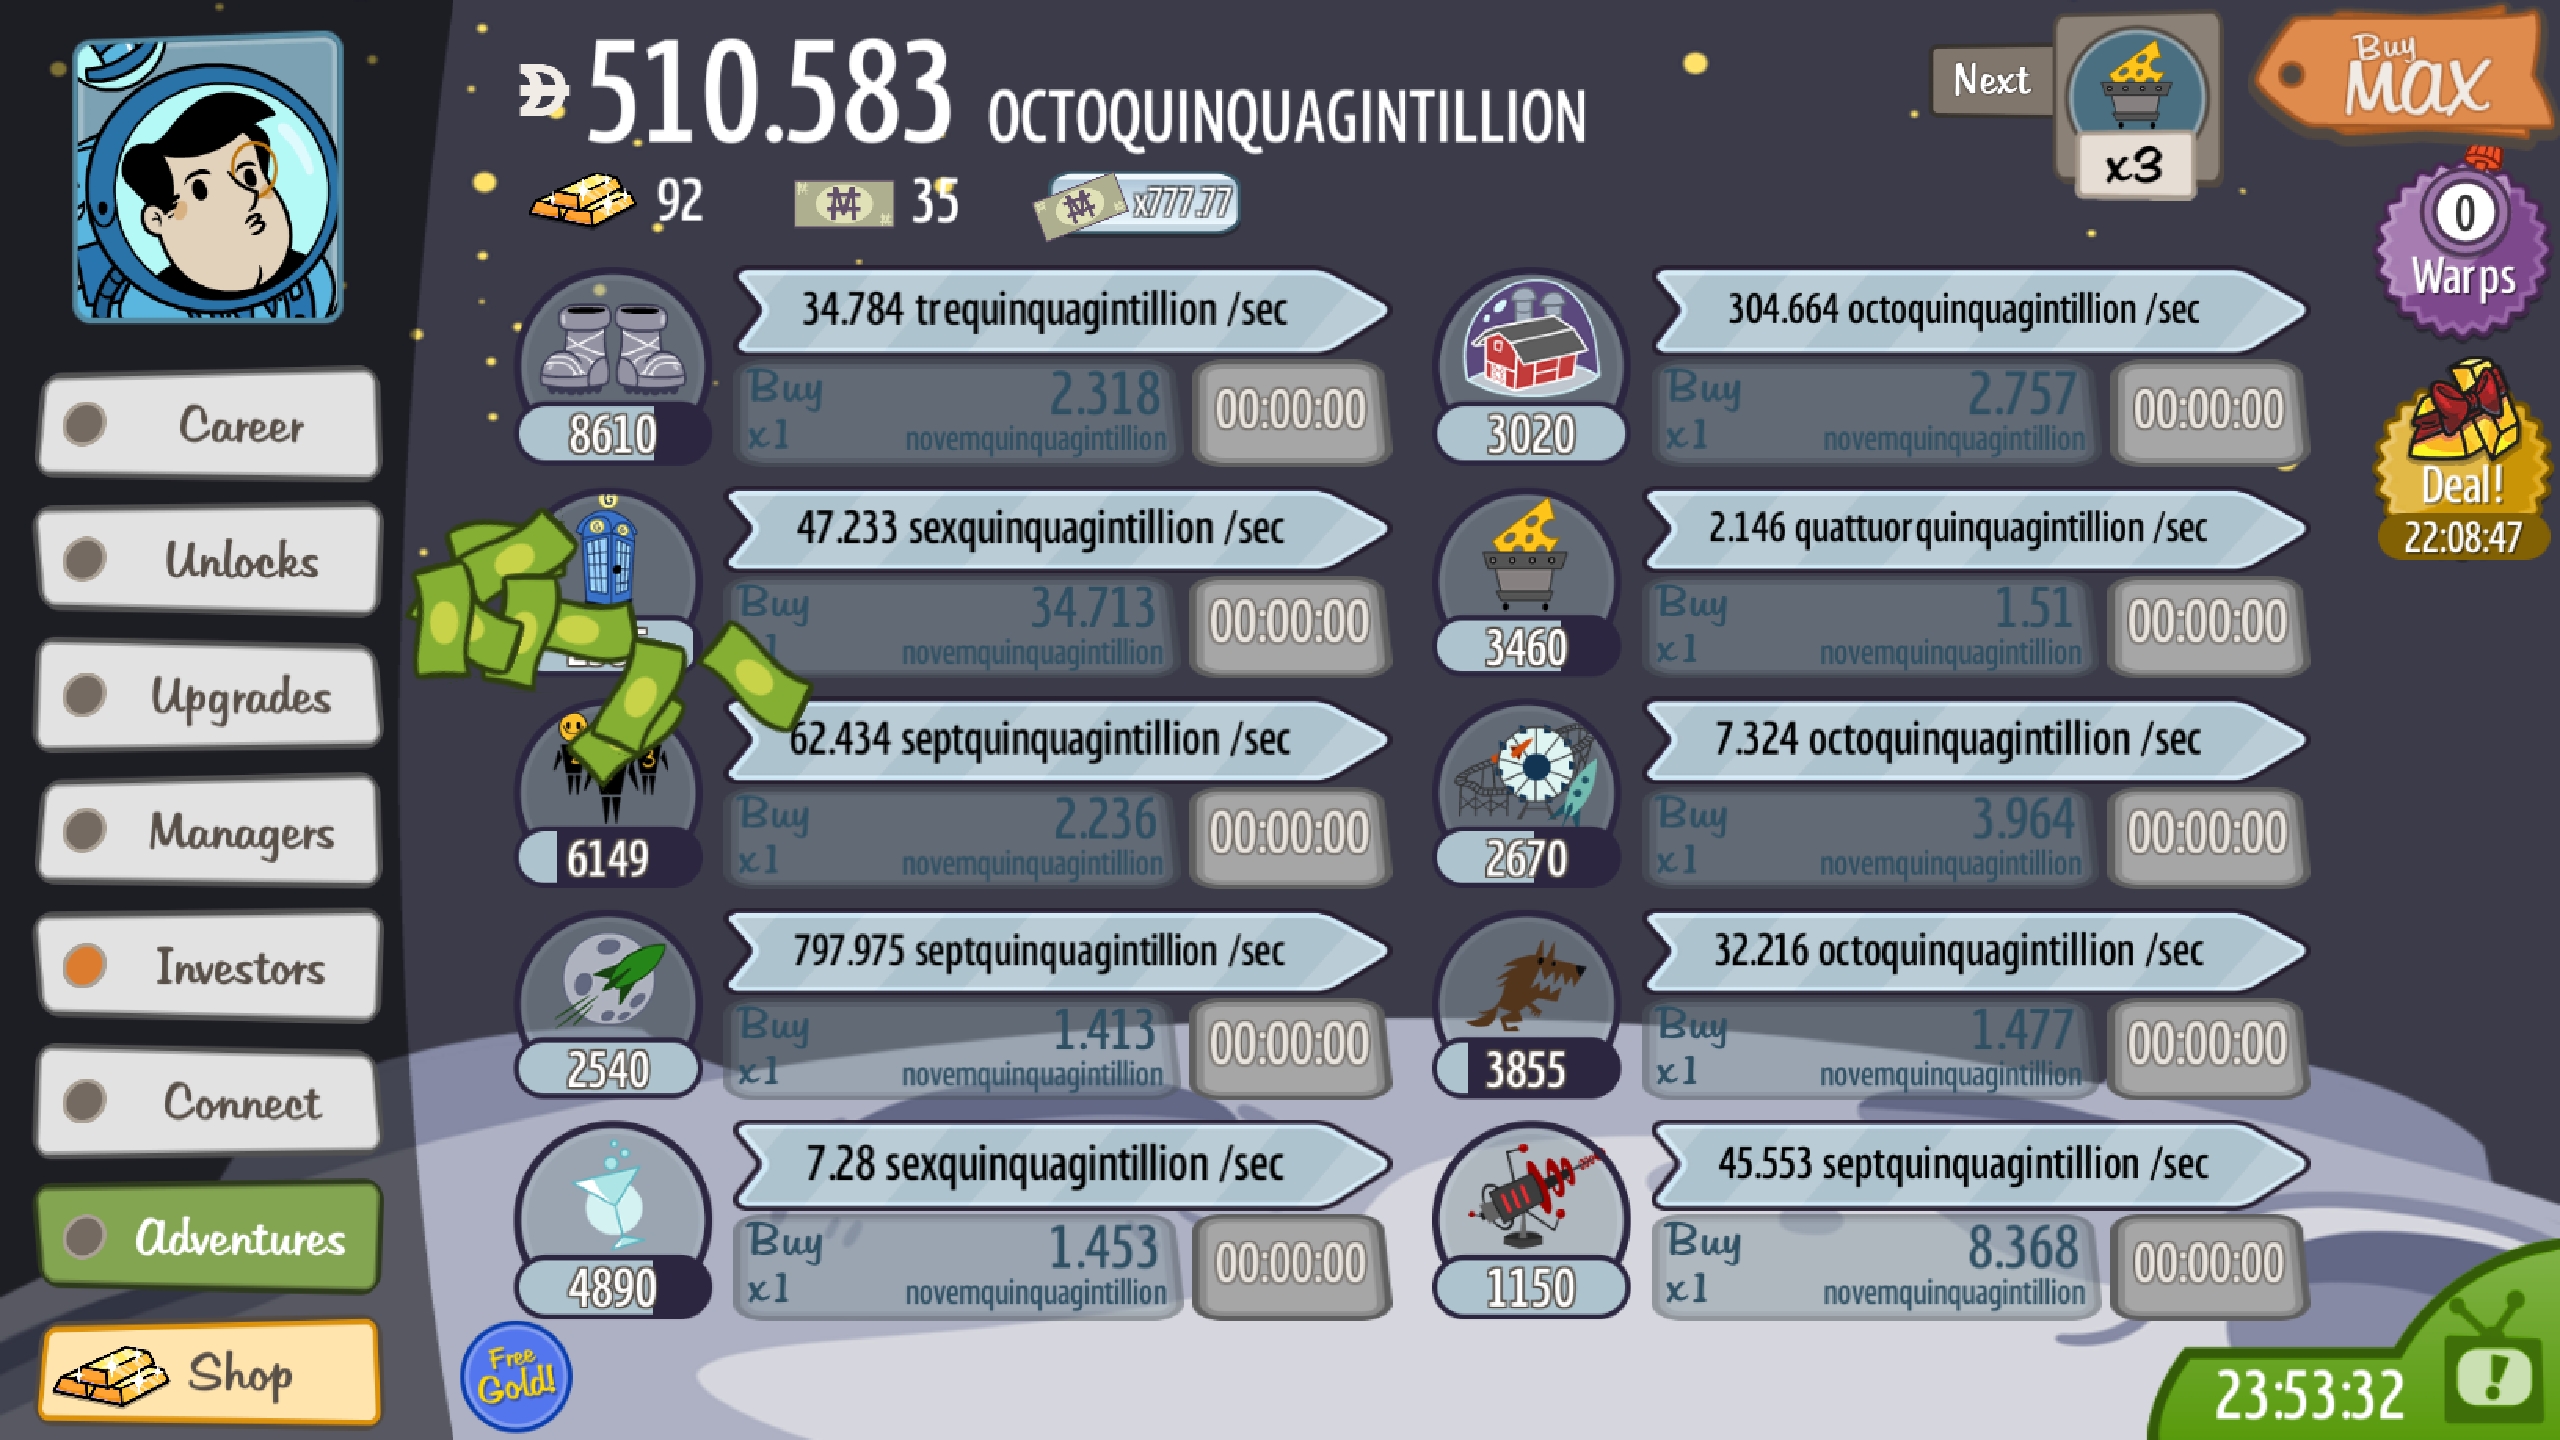 510.583 OCTOQUINQUAGINTILLION
Next
x3
Buy
MAX
92
35
x777.77
0
Warps
Deal!
22:08:47
Career
Unlocks
Upgrades
Managers
Investors
Connect
Adventures
Shop
34.784 trequinquagintillion /sec
8610
Buy
x1
2.318
novemquinquagintillion
00:00:00
304.664 octoquinquagintillion /sec
3020
Buy
x1
2.757
novemquinquagintillion
00:00:00
47.233 sexquinquagintillion /sec
Buy
34.713
novemquinquagintillion
00:00:00
2.146 quattuorquinquagintillion /sec
3460
Buy
x1
1.51
novemquinquagintillion
00:00:00
62.434 septquinquagintillion /sec
6149
Buy
x1
2.236
novemquinquagintillion
00:00:00
7.324 octoquinquagintillion /sec
2670
Buy
x1
3.964
novemquinquagintillion
00:00:00
797.975 septquinquagintillion /sec
2540
Buy
x1
1.413
novemquinquagintillion
00:00:00
32.216 octoquinquagintillion /sec
3855
Buy
x1
1.477
novemquinquagintillion
00:00:00
7.28 sexquinquagintillion /sec
4890
Buy
x1
1.453
novemquinquagintillion
00:00:00
45.553 septquinquagintillion /sec
1150
Buy
x1
8.368
novemquinquagintillion
00:00:00
Free
Gold!
23:53:32